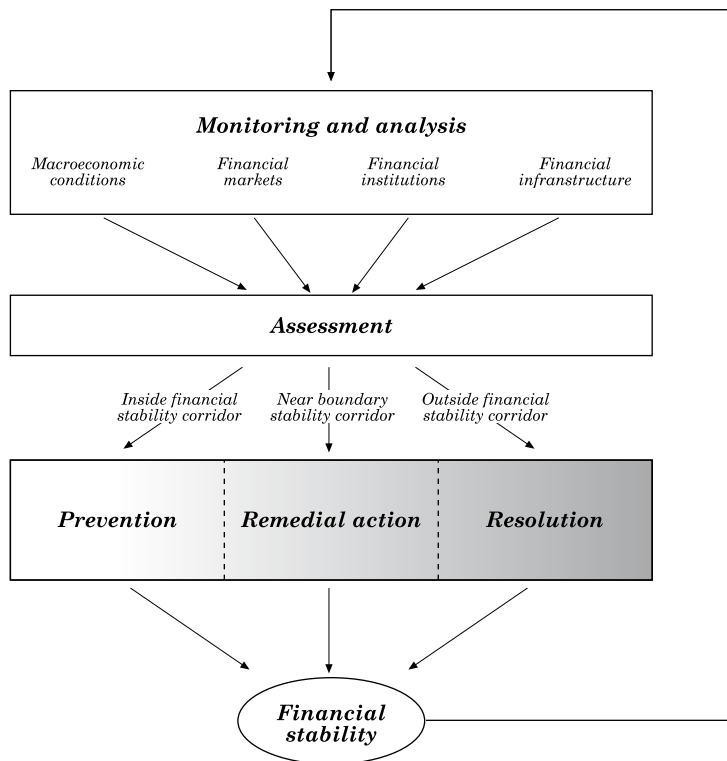 Monitoring and analysis
Macroeconomic
conditions
Financial
markets
Financial
institutions
Financial
infranstructure
Assessment
Inside financial
stability corridor
Near boundary
stability corridor
Outside financial
stability corridor
Prevention
Remedial action
Resolution
Financial
stability